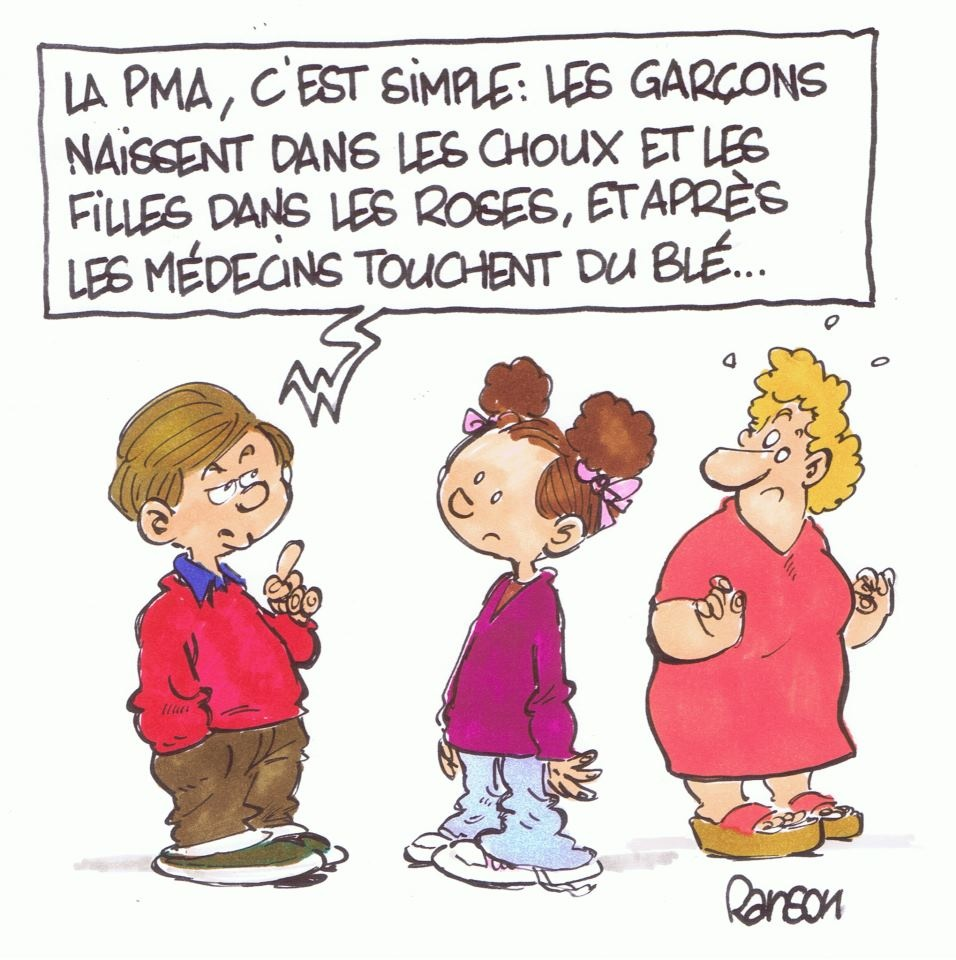 LA PMA, C'EST SIMPLE: LES GARÇONS
NAISSENT DANS LES CHOUX ET LES
FILLES DANS LES ROSES, ET APRÈS
LES MÉDECINS TOUCHENT DU BLÉ...
Ranson